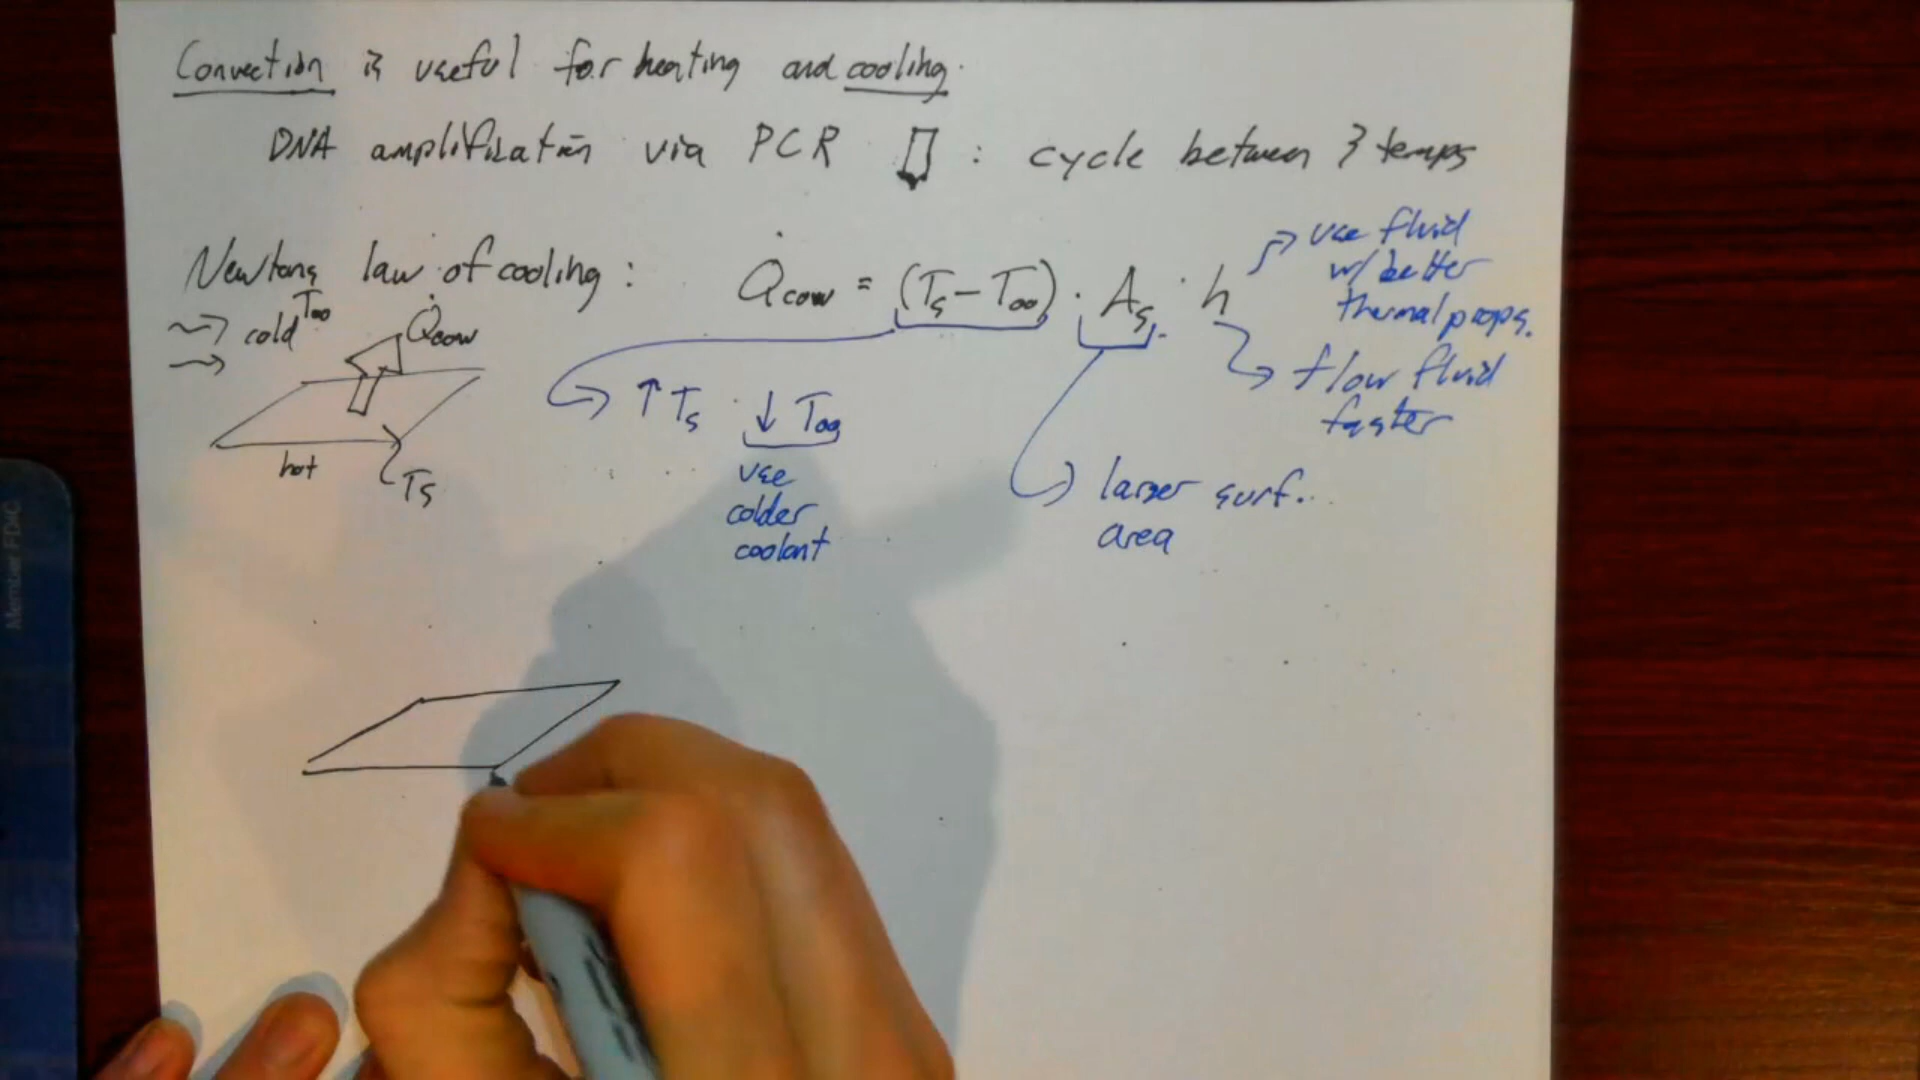 Convection is useful for heating and cooling.
DNA amplification via PCR : cycle between 3 temps
Newtons law of cooling : Q̇conv = (Ts - T∞) · As · h
use fluid
w/ better
thermal props.
flow fluid
faster
cold T∞
Q̇conv
hot
Ts
↑ Ts ↓ T∞
use
colder
coolant
larger surf.
area
Member FDIC